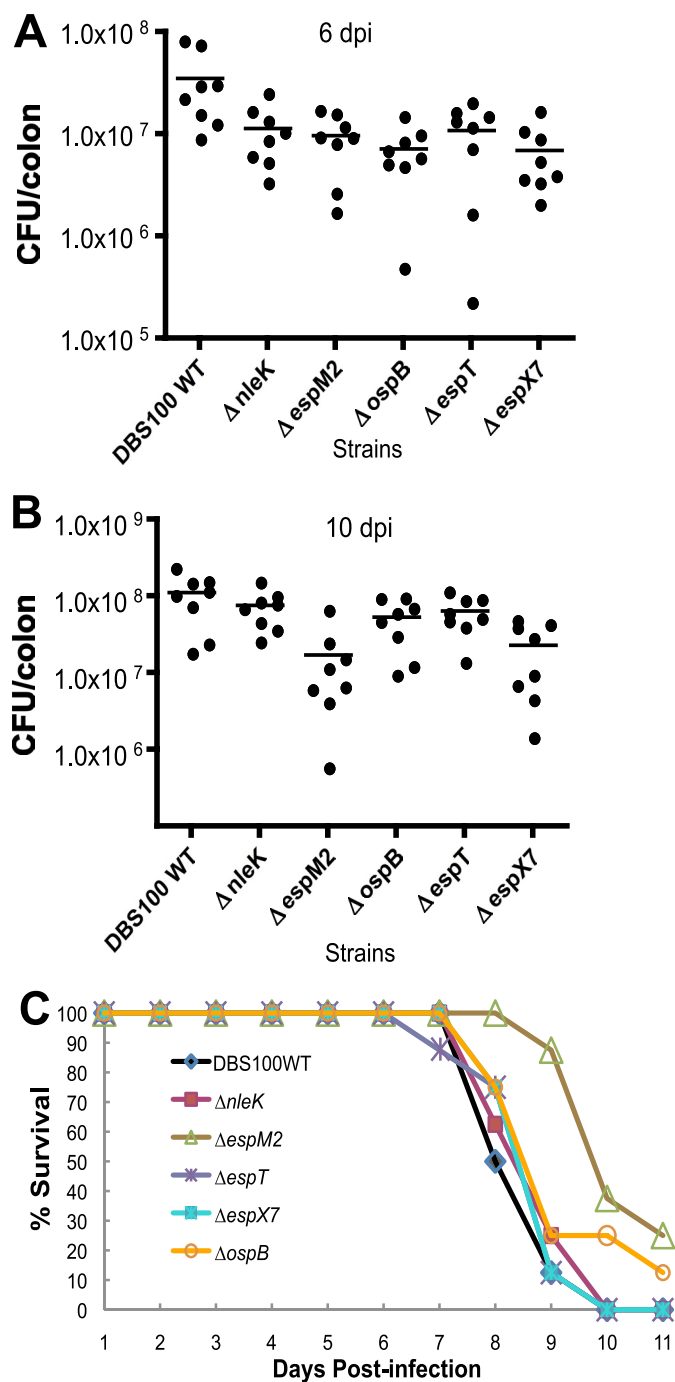 A
6 dpi
CFU/colon
1.0x10 8
1.0x10 7
1.0x10 6
1.0x10 5
DBS100 WT
Δ nleK
Δ espM2
Δ ospB
Δ espT
Δ espX7
Strains
B
10 dpi
CFU/colon
1.0x10 9
1.0x10 8
1.0x10 7
1.0x10 6
DBS100 WT
Δ nleK
Δ espM2
Δ ospB
Δ espT
Δ espX7
Strains
C
% Survival
100
90
80
70
60
50
40
30
20
10
0
DBS100WT
ΔnleK
ΔespM2
ΔespT
ΔespX7
ΔospB
1 2 3 4 5 6 7 8 9 10 11
Days Post-infection